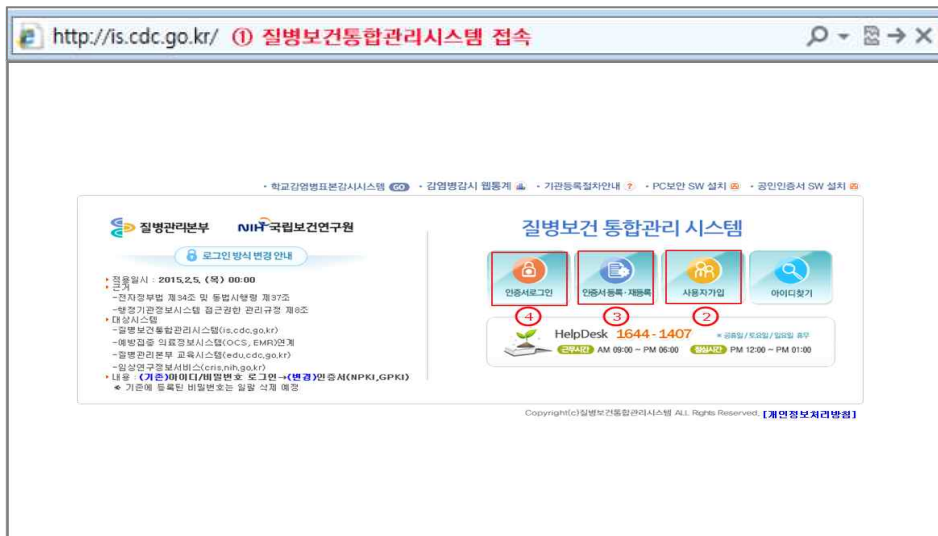 http://is.cdc.go.kr/ ① 질병보건통합관리시스템 접속
· 학교감염병표본감시시스템 GO · 감염병감시 웹통계 · 기관등록절차안내 ? · PC보안 SW 설치 · 공인인증서 SW 설치
질병관리본부 NIH 국립보건연구원
로그인 방식 변경 안내
적용일시 : 2015.2.5. (목) 00:00
근거
-전자정부법 제34조 및 동법시행령 제37조
-행정기관정보시스템 접근권한 관리규정 제8조
대상시스템
-질병보건통합관리시스템(is.cdc.go.kr)
-예방접종 의료정보시스템(OCS, EMR)연계
-질병관리본부 교육시스템(edu.cdc.go.kr)
-임상연구정보서비스(cris.nih.go.kr)
내용 : (기존)아이디/비밀번호 로그인→(변경)인증서(NPKI,GPKI)
※ 기존에 등록된 비밀번호는 일괄 삭제 예정
질병보건 통합관리 시스템
인증서로그인 인증서등록·재등록 사용자가입 아이디찾기
④ ③ ②
HelpDesk 1644-1407 * 공휴일/토요일/일요일 휴무
근무시간 AM 09:00 ~ PM 06:00 점심시간 PM 12:00 ~ PM 01:00
Copyright(c)질병보건통합관리시스템 ALL Rights Reserved. [개인정보처리방침]